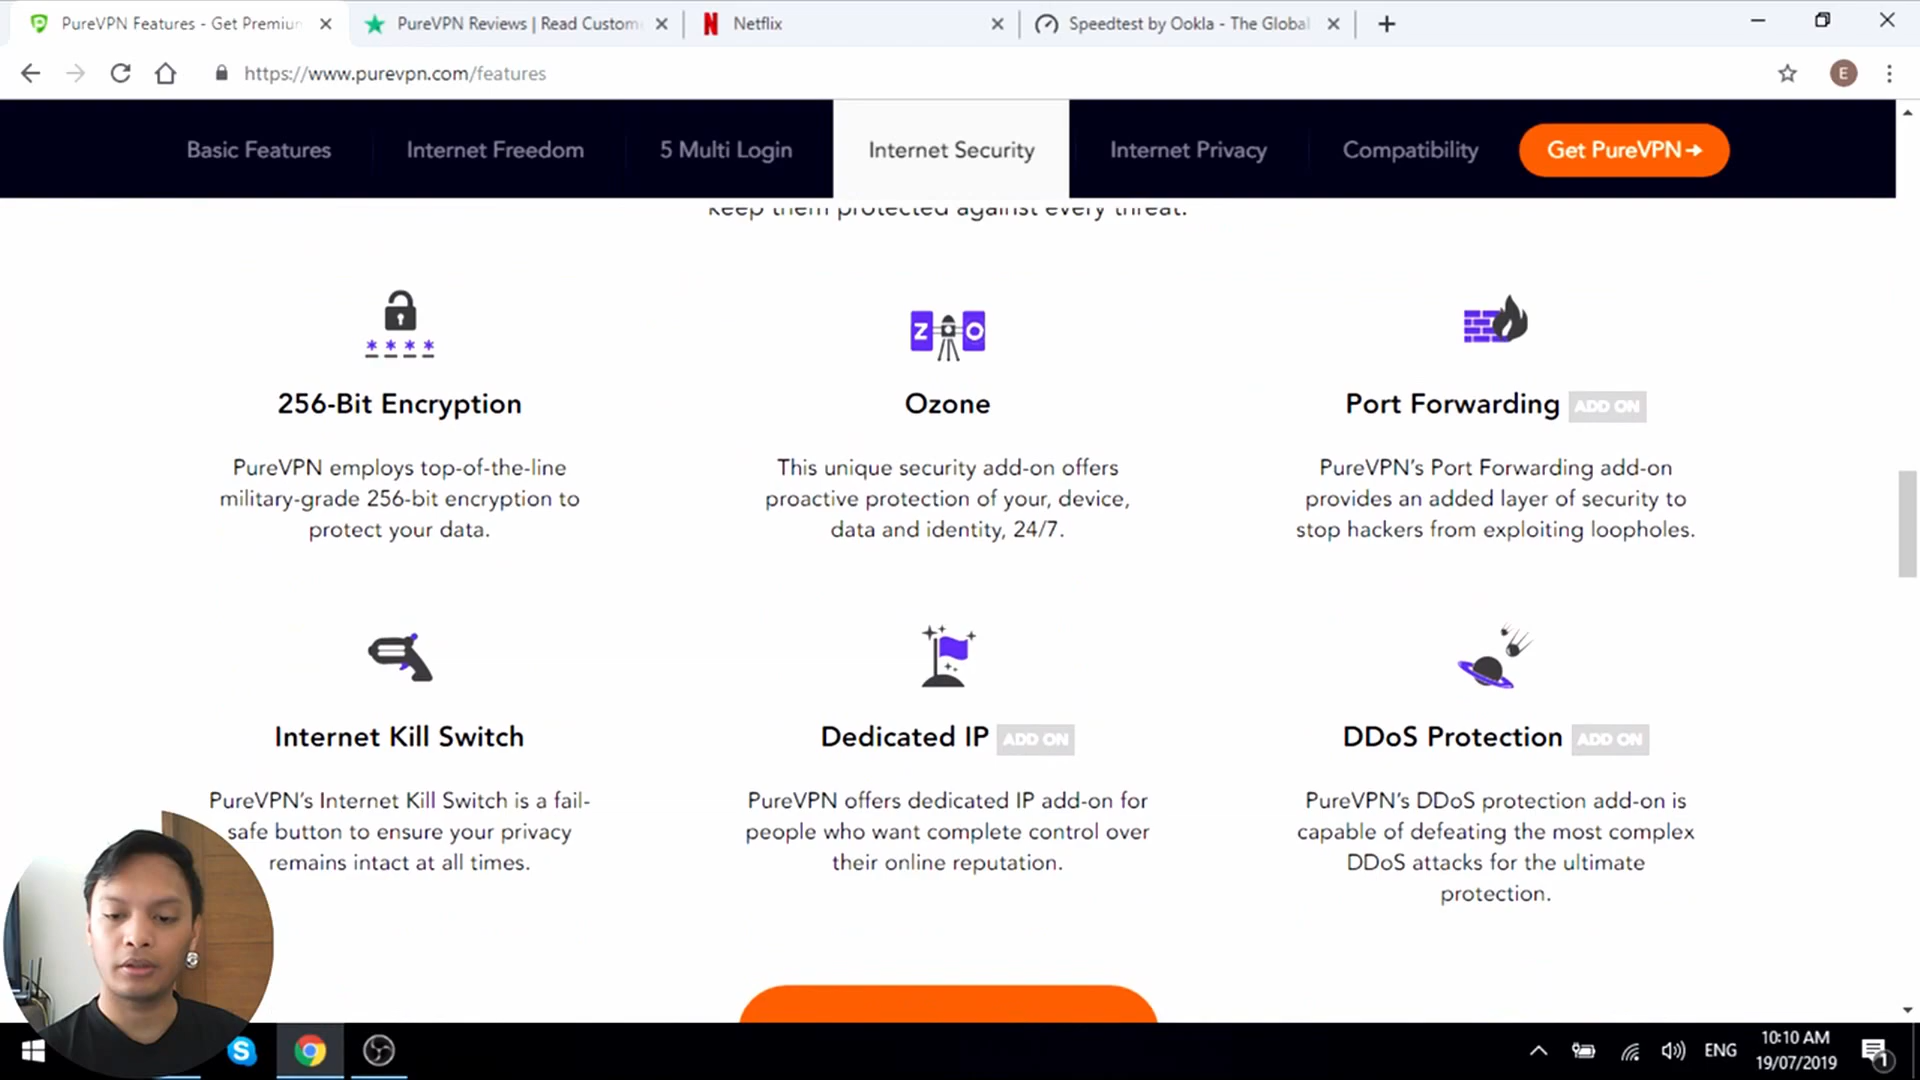 PureVPN Features - Get Premiun
PureVPN Reviews | Read Custom
Netflix
Speedtest by Ookla - The Global
https://www.purevpn.com/features
E
Basic Features
Internet Freedom
5 Multi Login
Internet Security
Internet Privacy
Compatibility
Get PureVPN
keep them protected against every threat.
Z O
256-Bit Encryption
Ozone
Port Forwarding ADD ON
PureVPN employs top-of-the-line
military-grade 256-bit encryption to
protect your data.
This unique security add-on offers
proactive protection of your, device,
data and identity, 24/7.
PureVPN's Port Forwarding add-on
provides an added layer of security to
stop hackers from exploiting loopholes.
Internet Kill Switch
Dedicated IP ADD ON
DDoS Protection ADD ON
PureVPN's Internet Kill Switch is a fail-
safe button to ensure your privacy
remains intact at all times.
PureVPN offers dedicated IP add-on for
people who want complete control over
their online reputation.
PureVPN's DDoS protection add-on is
capable of defeating the most complex
DDoS attacks for the ultimate
protection.
ENG
10:10 AM
19/07/2019
1